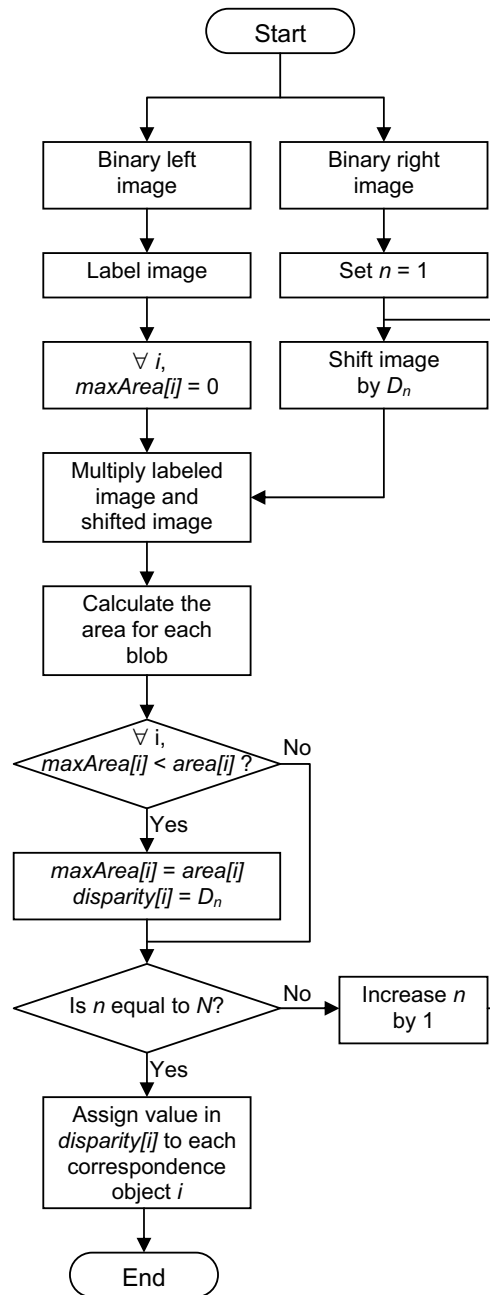 Start
Binary left
image
Binary right
image
Label image
Set n = 1
∀ i,
maxArea[i] = 0
Shift image
by Dₙ
Multiply labeled
image and
shifted image
Calculate the
area for each
blob
∀ i,
maxArea[i] < area[i] ?
No
Yes
maxArea[i] = area[i]
disparity[i] = Dₙ
Is n equal to N?
No
Increase n
by 1
Yes
Assign value in
disparity[i] to each
correspondence
object i
End